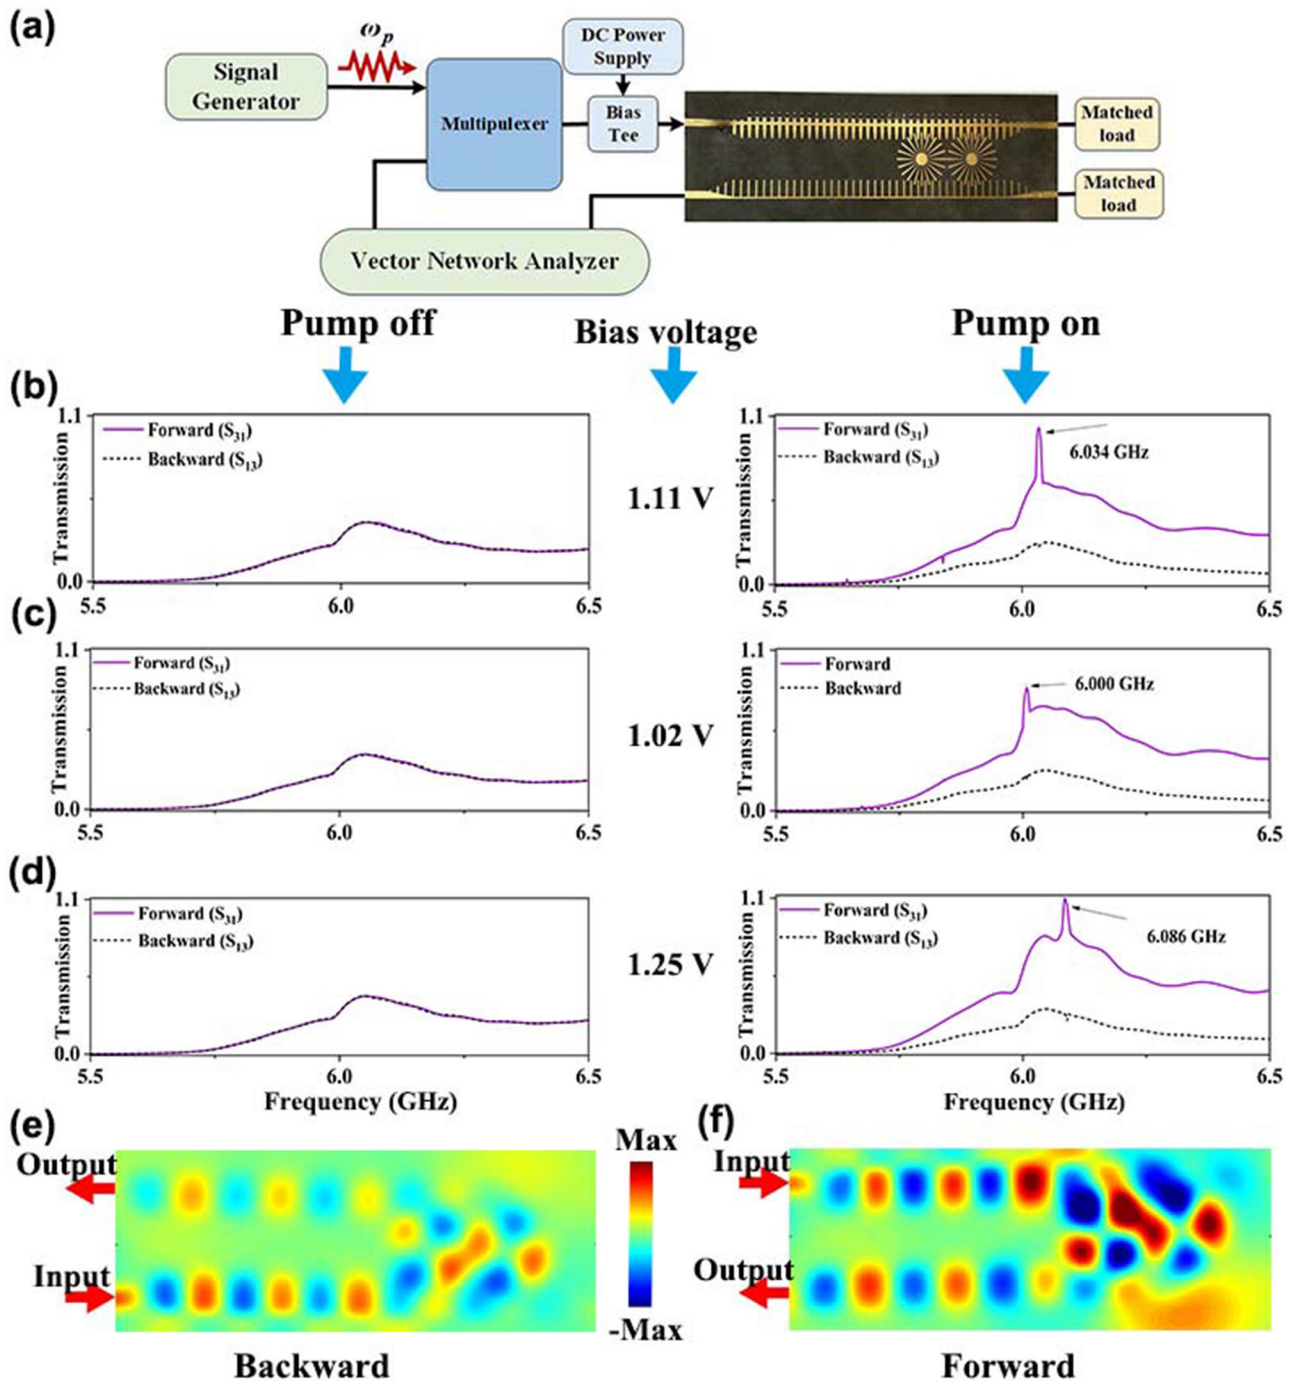 (a)
ωp
Signal
Generator
Multipulexer
DC Power
Supply
Bias
Tee
Matched
load
Matched
load
Vector Network Analyzer
Pump off
Bias voltage
Pump on
(b)
1.1
Transmission
0.0
Forward (S31)
Backward (S13)
5.5
6.0
6.5
1.11 V
1.1
Transmission
0.0
Forward (S31)
Backward (S13)
6.034 GHz
5.5
6.0
6.5
(c)
1.1
Transmission
0.0
Forward (S31)
Backward (S13)
5.5
6.0
6.5
1.02 V
1.1
Transmission
0.0
Forward
Backward
6.000 GHz
5.5
6.0
6.5
(d)
1.1
Transmission
0.0
Forward (S31)
Backward (S13)
5.5
6.0
6.5
Frequency (GHz)
1.25 V
1.1
Transmission
0.0
Forward (S31)
Backward (S13)
6.086 GHz
5.5
6.0
6.5
Frequency (GHz)
(e)
Output
Input
Backward
Max
-Max
(f)
Input
Output
Forward